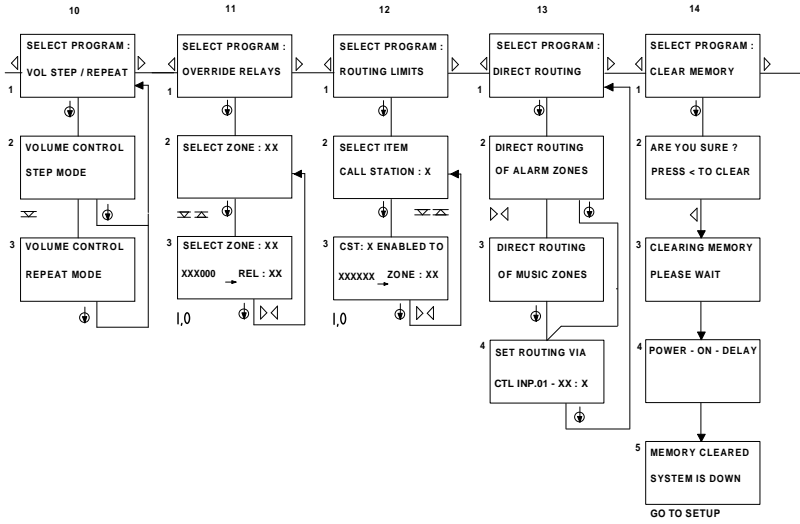 10
11
12
13
14
SELECT PROGRAM :
VOL STEP / REPEAT
1
2
VOLUME CONTROL
STEP MODE
3
VOLUME CONTROL
REPEAT MODE
SELECT PROGRAM :
OVERRIDE RELAYS
1
2
SELECT ZONE : XX
3
SELECT ZONE : XX
XXX000 REL : XX
I,0
SELECT PROGRAM :
ROUTING LIMITS
1
2
SELECT ITEM
CALL STATION : X
3
CST: X ENABLED TO
XXXXXX ZONE : XX
I,0
SELECT PROGRAM :
DIRECT ROUTING
1
2
DIRECT ROUTING
OF ALARM ZONES
3
DIRECT ROUTING
OF MUSIC ZONES
4
SET ROUTING VIA
CTL INP.01 - XX : X
SELECT PROGRAM :
CLEAR MEMORY
1
2
ARE YOU SURE ?
PRESS < TO CLEAR
3
CLEARING MEMORY
PLEASE WAIT
4
POWER - ON - DELAY
5
MEMORY CLEARED
SYSTEM IS DOWN
GO TO SETUP